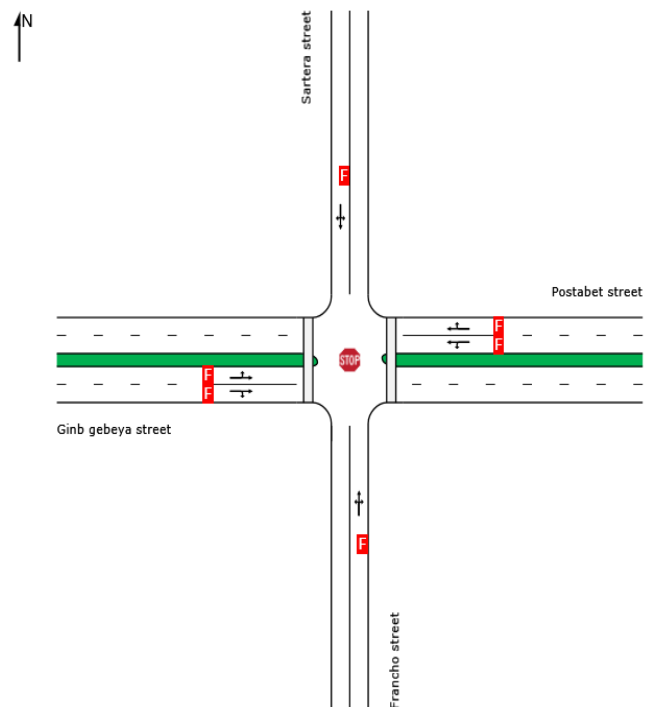 N
Sartera street
F
Postabet street
F
F
STOP
F
F
Ginb gebeya street
F
Francho street